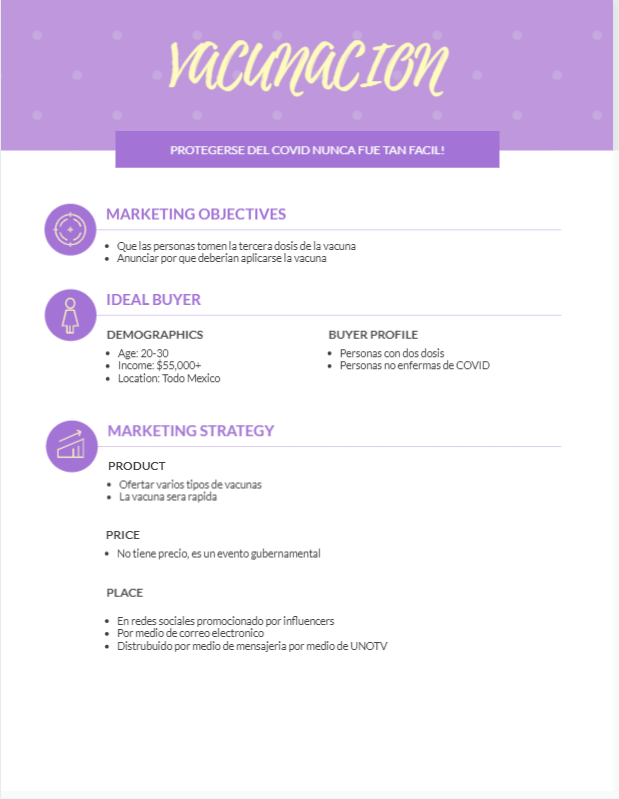 VACUNACION
PROTEGERSE DEL COVID NUNCA FUE TAN FACIL!
MARKETING OBJECTIVES
• Que las personas tomen la tercera dosis de la vacuna
• Anunciar por que deberian aplicarse la vacuna
IDEAL BUYER
DEMOGRAPHICS
• Age: 20-30
• Income: $55,000+
• Location: Todo Mexico
BUYER PROFILE
• Personas con dos dosis
• Personas no enfermas de COVID
MARKETING STRATEGY
PRODUCT
• Ofertar varios tipos de vacunas
• La vacuna sera rapida
PRICE
• No tiene precio, es un evento gubernamental
PLACE
• En redes sociales promocionado por influencers
• Por medio de correo electronico
• Distrubuido por medio de mensajeria por medio de UNOTV